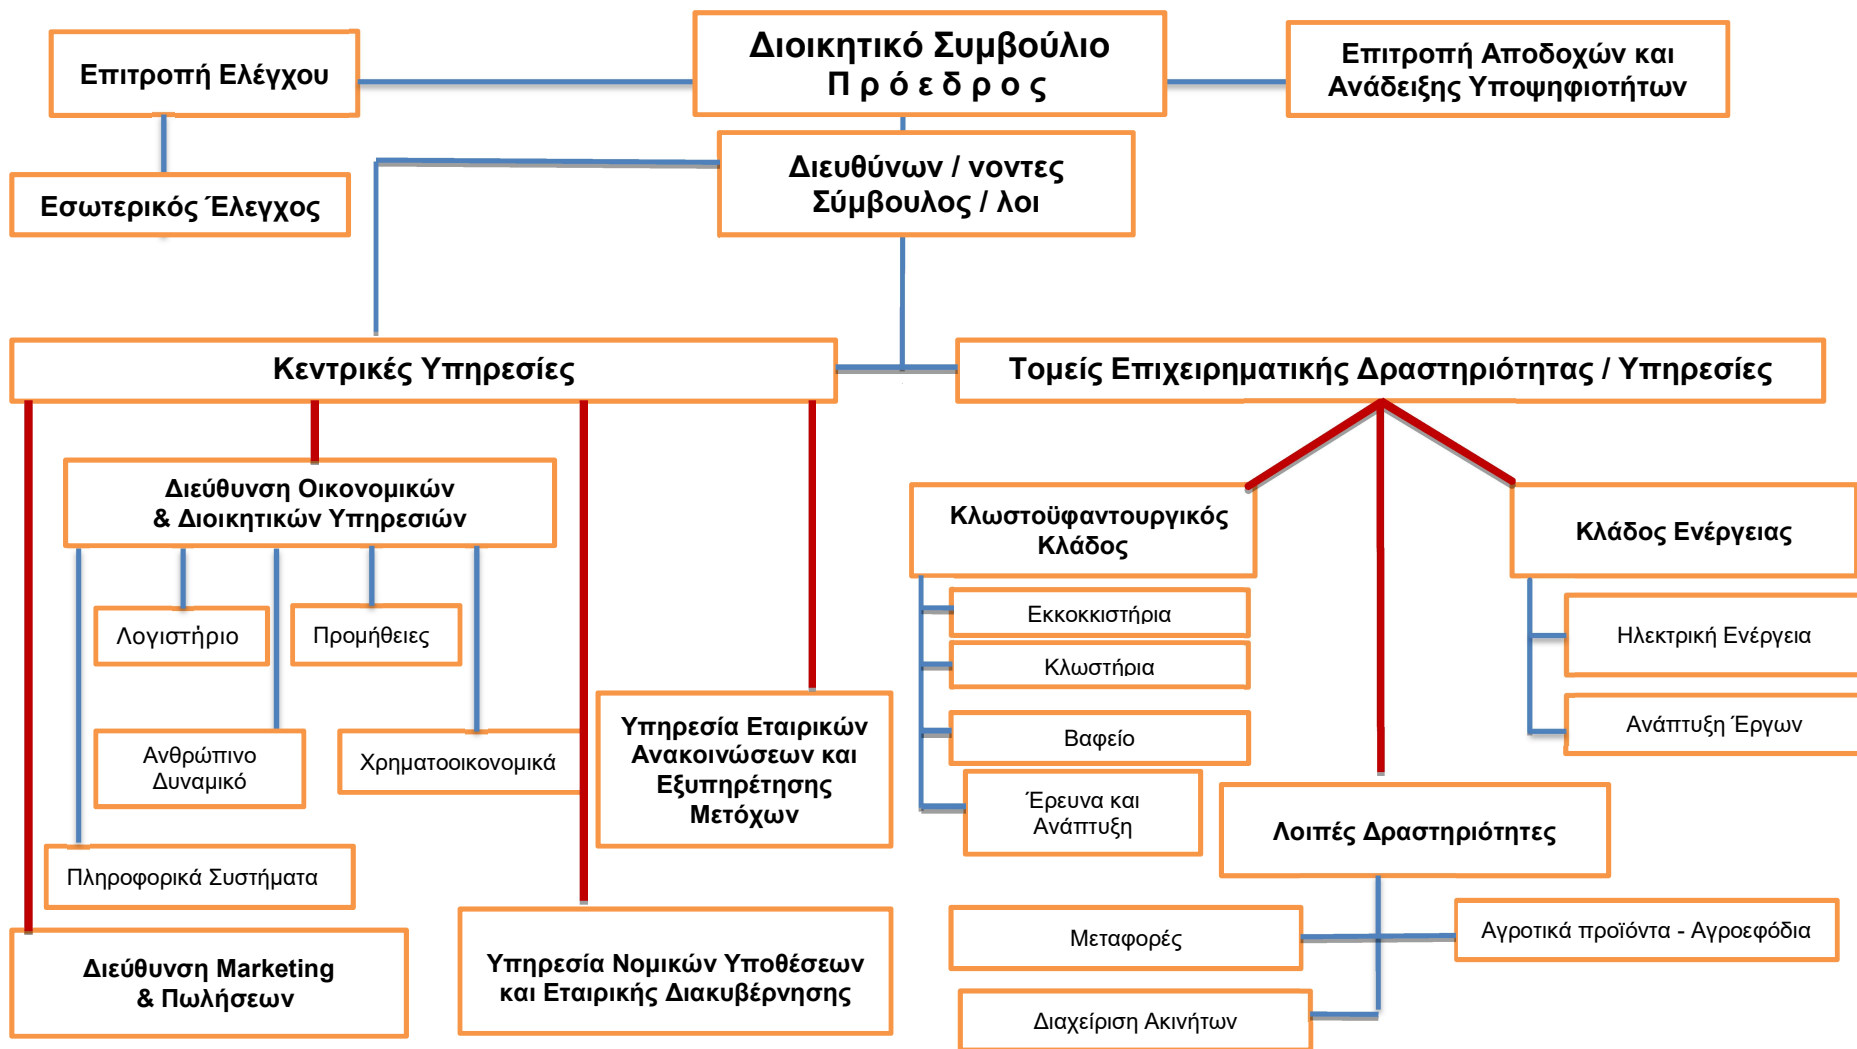 Διοικητικό Συμβούλιο
Π ρ ό ε δ ρ ο ς
Επιτροπή Ελέγχου
Επιτροπή Αποδοχών και
Ανάδειξης Υποψηφιοτήτων
Διευθύνων / νοντες
Σύμβουλος / λοι
Εσωτερικός Έλεγχος
Κεντρικές Υπηρεσίες
Τομείς Επιχειρηματικής Δραστηριότητας / Υπηρεσίες
Διεύθυνση Οικονομικών
& Διοικητικών Υπηρεσιών
Λογιστήριο
Προμήθειες
Ανθρώπινο
Δυναμικό
Χρηματοοικονομικά
Πληροφορικά Συστήματα
Διεύθυνση Marketing
& Πωλήσεων
Υπηρεσία Εταιρικών
Ανακοινώσεων και
Εξυπηρέτησης
Μετόχων
Υπηρεσία Νομικών Υποθέσεων
και Εταιρικής Διακυβέρνησης
Κλωστοϋφαντουργικός
Κλάδος
Εκκοκκιστήρια
Κλωστήρια
Βαφείο
Έρευνα και
Ανάπτυξη
Κλάδος Ενέργειας
Ηλεκτρική Ενέργεια
Ανάπτυξη Έργων
Λοιπές Δραστηριότητες
Μεταφορές
Αγροτικά προϊόντα - Αγροεφόδια
Διαχείριση Ακινήτων